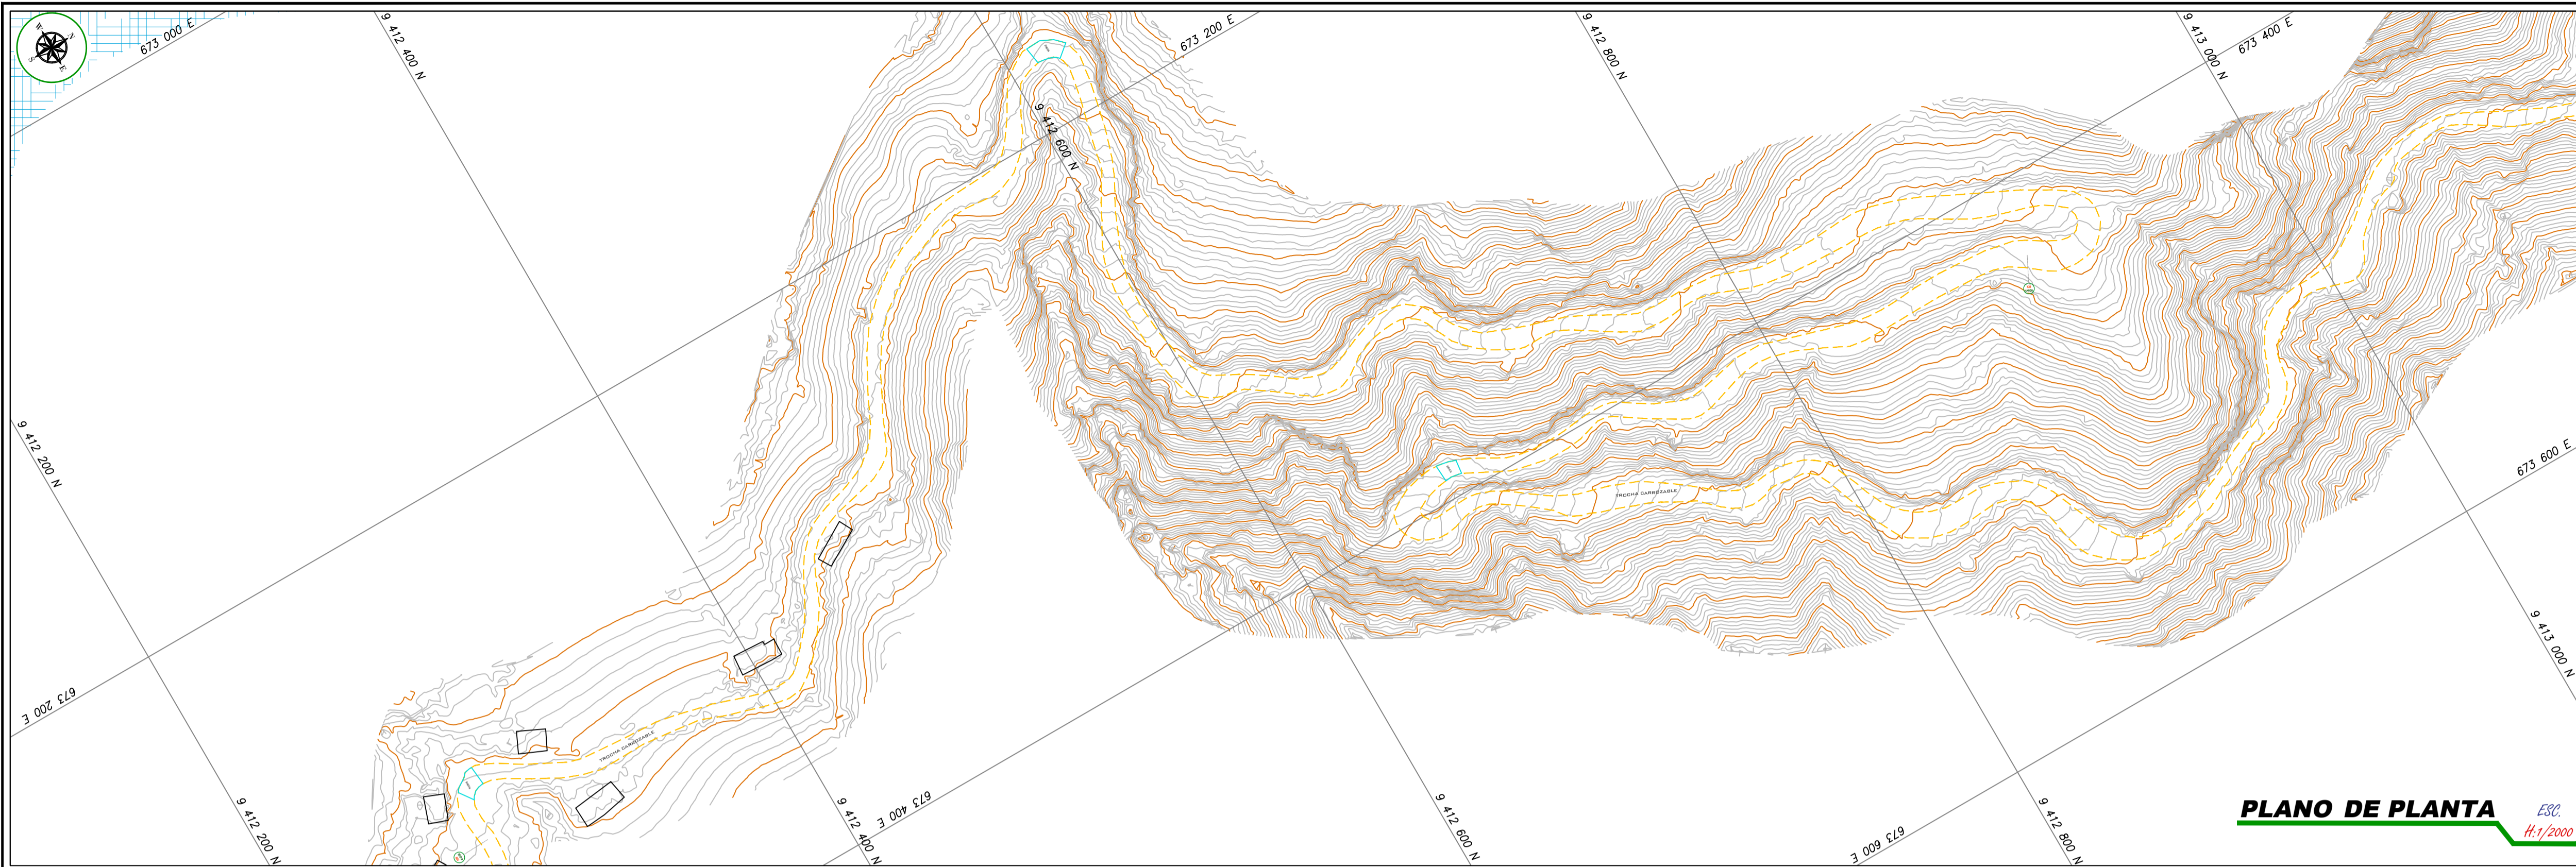 W
N
S
E
673 000 E
9 412 400 N
673 200 E
9 412 800 N
9 413 000 N
673 400 E
9 412 600 N
9 412 200 N
673 600 E
TROCHA CARROZABLE
9 413 000 N
673 200 E
TROCHA CARROZABLE
9 412 200 N
9 412 400 N
673 400 E
9 412 600 N
673 600 E
9 412 800 N
PLANO DE PLANTA
ESC.
H:1/2000